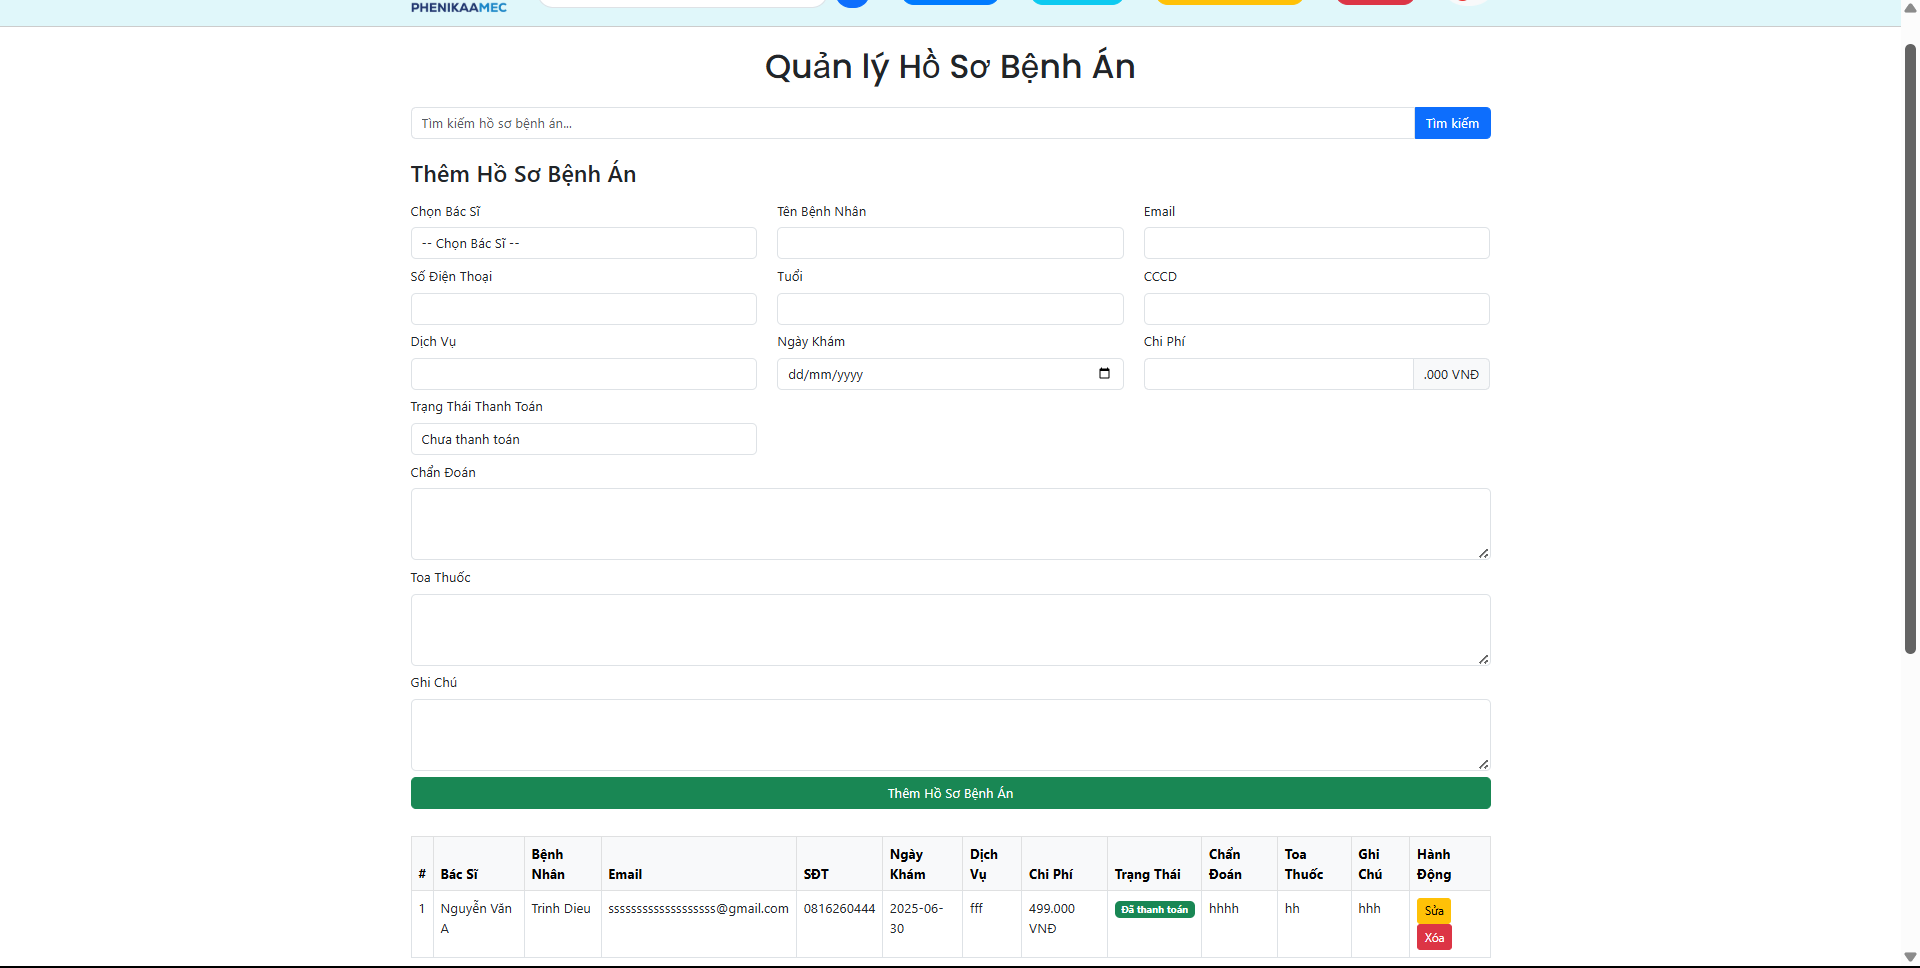 PHENIKAAMEC
Quản lý Hồ Sơ Bệnh Án
Tìm kiếm hồ sơ bệnh án...
Tìm kiếm
Thêm Hồ Sơ Bệnh Án
Chọn Bác Sĩ
Tên Bệnh Nhân
Email
-- Chọn Bác Sĩ --
Số Điện Thoại
Tuổi
CCCD
Dịch Vụ
Ngày Khám
Chi Phí
dd/mm/yyyy
.000 VNĐ
Trạng Thái Thanh Toán
Chưa thanh toán
Chẩn Đoán
Toa Thuốc
Ghi Chú
Thêm Hồ Sơ Bệnh Án
#
Bác Sĩ
Bệnh
Nhân
Email
SĐT
Ngày
Khám
Dịch
Vụ
Chi Phí
Trạng Thái
Chẩn
Đoán
Toa
Thuốc
Ghi
Chú
Hành
Động
1
Nguyễn Văn
A
Trinh Dieu
sssssssssssssssssss@gmail.com
0816260444
2025-06-
30
fff
499.000
VNĐ
Đã thanh toán
hhhh
hh
hhh
Sửa
Xóa